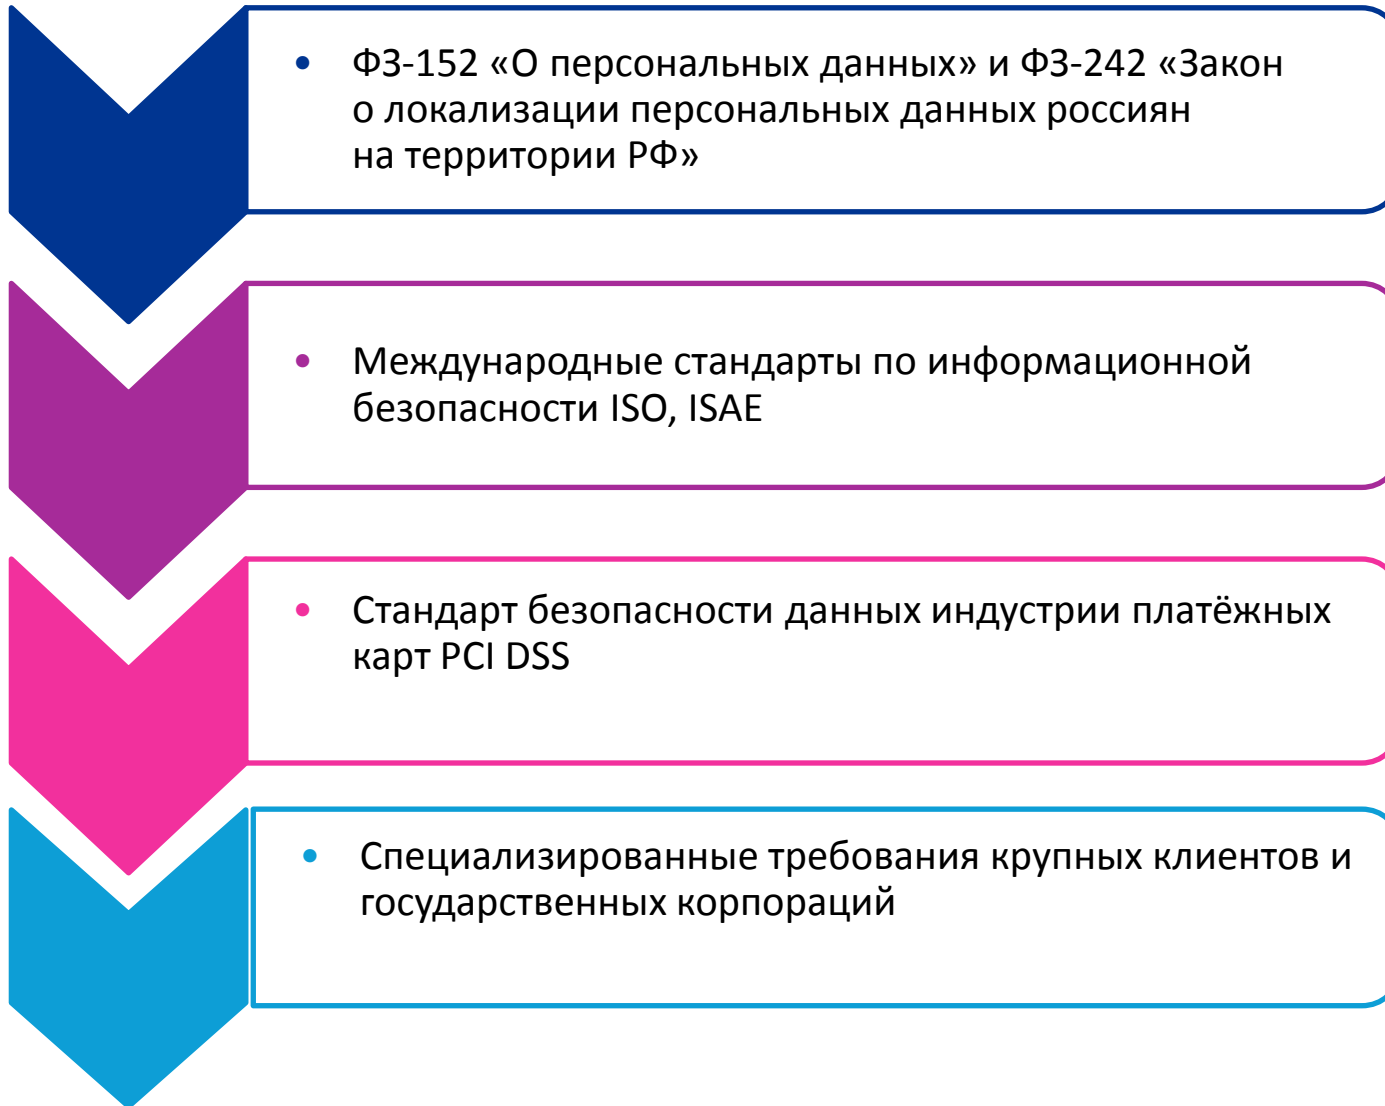 • ФЗ-152 «О персональных данных» и ФЗ-242 «Закон
о локализации персональных данных россиян
на территории РФ»
• Международные стандарты по информационной
безопасности ISO, ISAE
• Стандарт безопасности данных индустрии платёжных
карт PCI DSS
• Специализированные требования крупных клиентов и
государственных корпораций